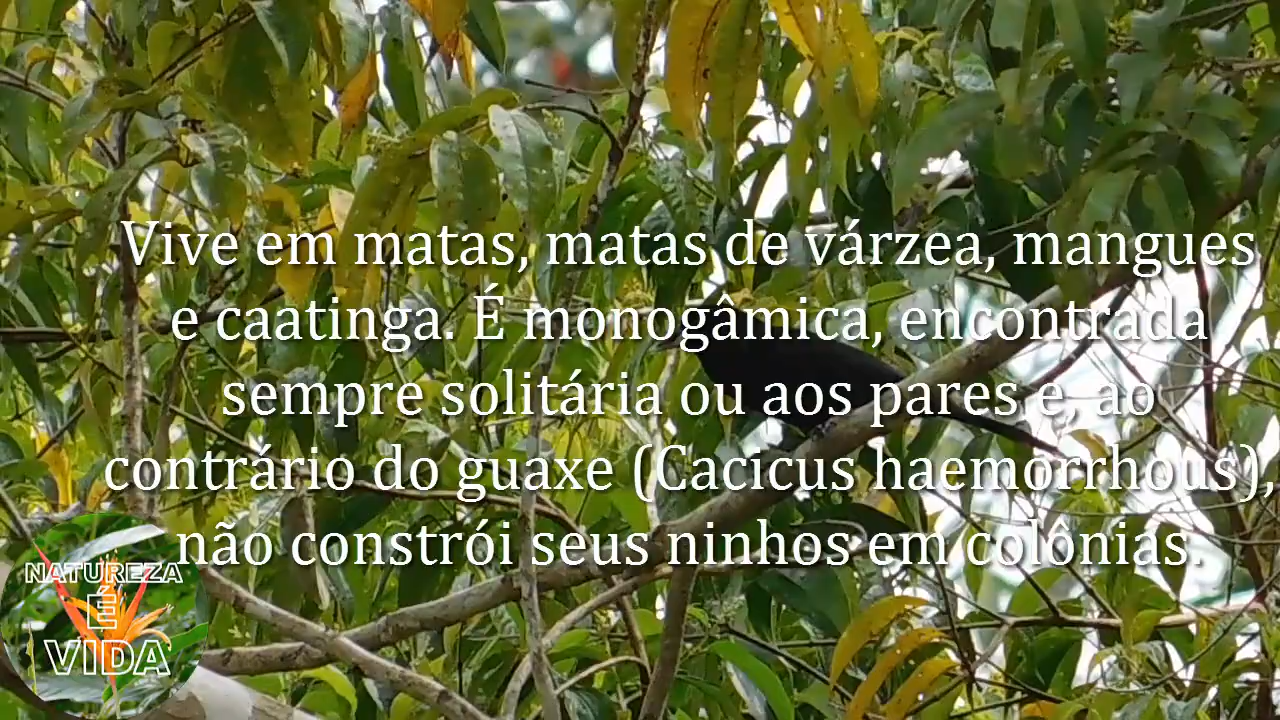 Vive em matas, matas de várzea, mangues
e caatinga. É monogâmica, encontrada
sempre solitária ou aos pares e, ao
contrário do guaxe (Cacicus haemorrhous),
não constrói seus ninhos em colônias.
NATUREZA
É
VIDA